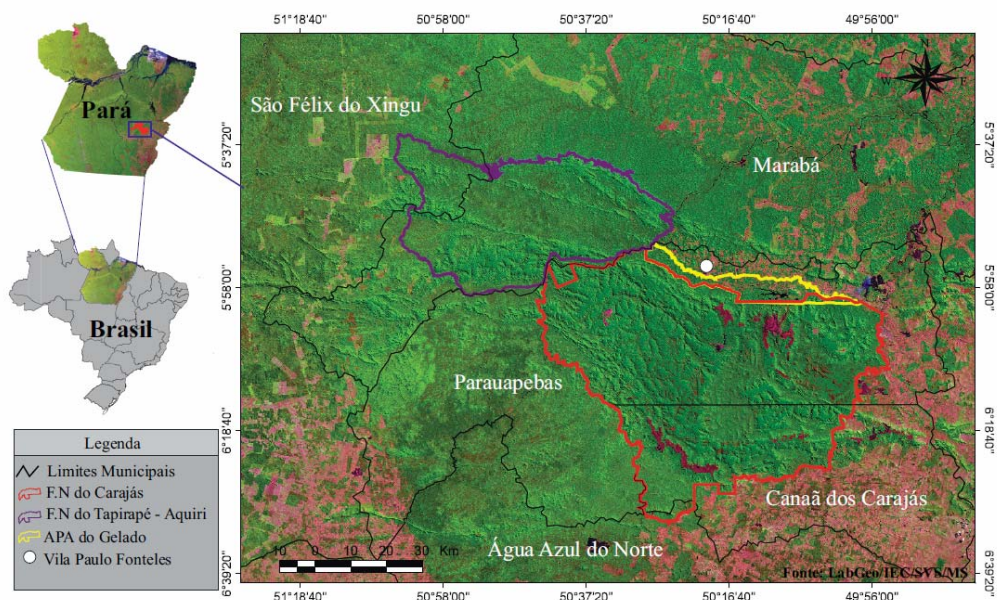 51°18'40"
50°58'00"
50°37'20"
50°16'40"
49°56'00"
São Félix do Xingu
Pará
5°37'20"
5°37'20"
Marabá
5°58'00"
5°58'00"
Brasil
Parauapebas
6°18'40"
6°18'40"
Legenda
Limites Municipais
F.N do Carajás
F.N do Tapirapé - Aquiri
APA do Gelado
Vila Paulo Fonteles
Canaã dos Carajás
Água Azul do Norte
10 0 10 20 30 Km
Fonte: LabGeo/IEC/SVS/MS
6°39'20"
6°39'20"
51°18'40"
50°58'00"
50°37'20"
50°16'40"
49°56'00"